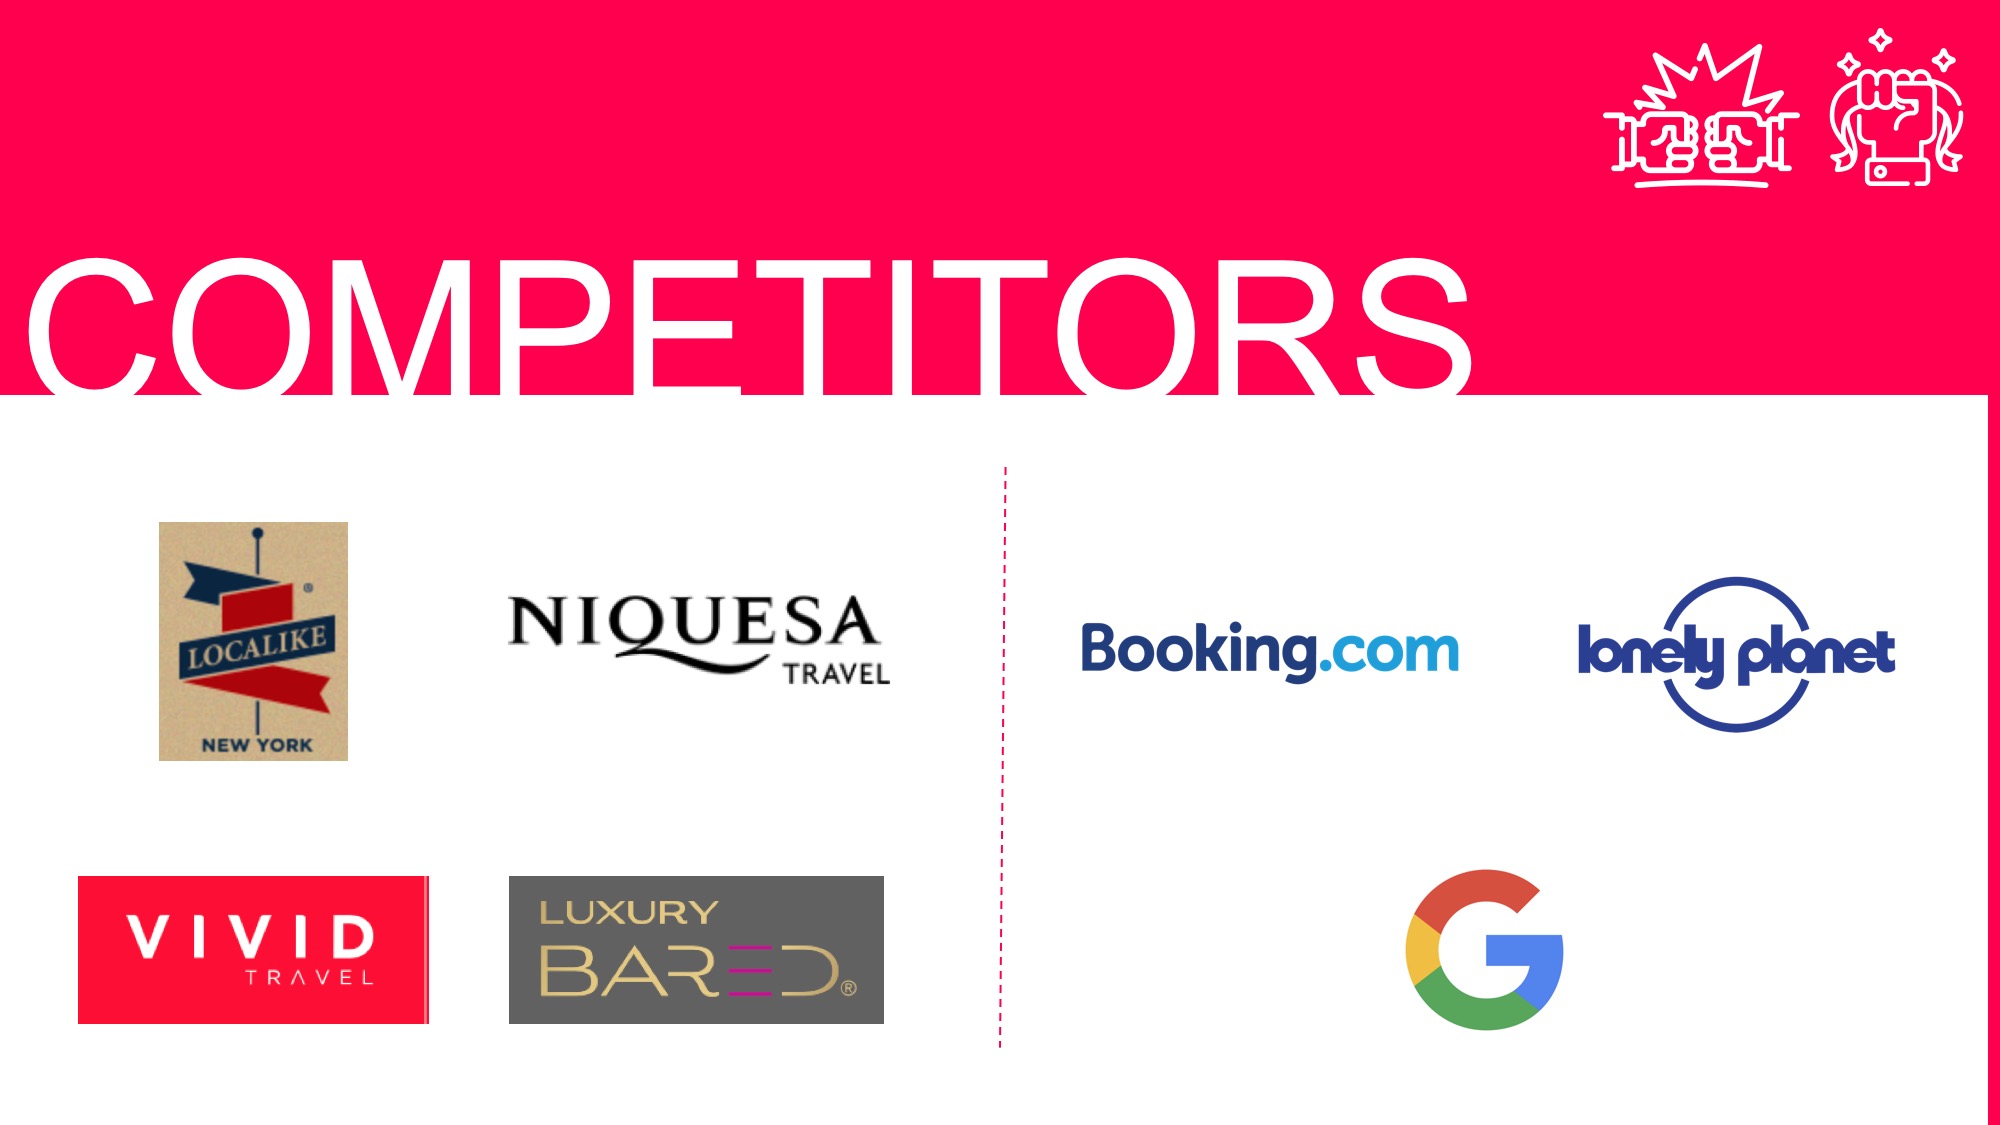 COMPETITORS
LOCALIKE
®
NEW YORK
NIQUESA
TRAVEL
VIVID
TRAVEL
LUXURY
BARED®
Booking.com
lonely planet
G